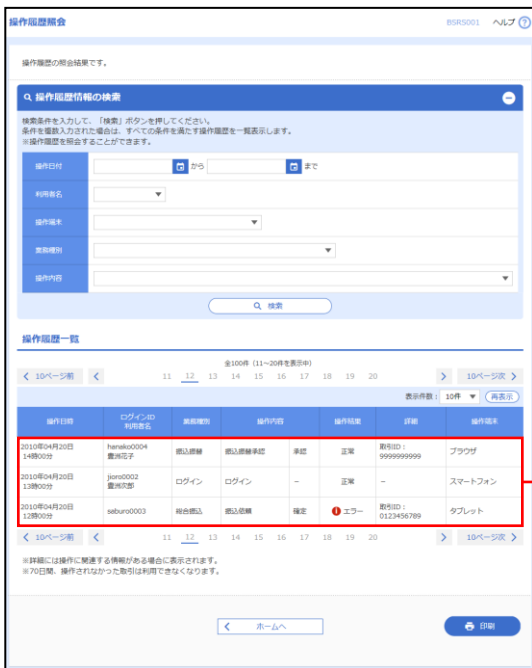 操作履歴照会
BSRS001 ヘルプ ?
操作履歴の照会結果です。
操作履歴情報の検索
検索条件を入力して、「検索」ボタンを押してください。
条件を複数入力された場合は、すべての条件を満たす操作履歴を一覧表示します。
※操作履歴を照会することができます。
操作日付 から まで
利用者名
操作端末
業務種別
操作内容
検索
操作履歴一覧
全100件（11～20件を表示中）
10ページ前 11 12 13 14 15 16 17 18 19 20 10ページ次
表示件数： 10件 再表示
操作日時 ログインID 利用者名 業務種別 操作内容 操作結果 詳細 操作端末
2010年04月20日 hanako0004 振込振替 振込振替承認 承認 正常 取引ID： ブラウザ
14時00分 豊洲花子 9999999999
2010年04月20日 jioro0002 ログイン ログイン － 正常 － スマートフォン
13時00分 豊洲次郎
2010年04月20日 saburo0003 総合振込 振込依頼 確定 エラー 取引ID： タブレット
12時00分 0123456789
10ページ前 11 12 13 14 15 16 17 18 19 20 10ページ次
※詳細には操作に関連する情報がある場合に表示されます。
※70日間、操作されなかった取引は利用できなくなります。
ホームへ
印刷